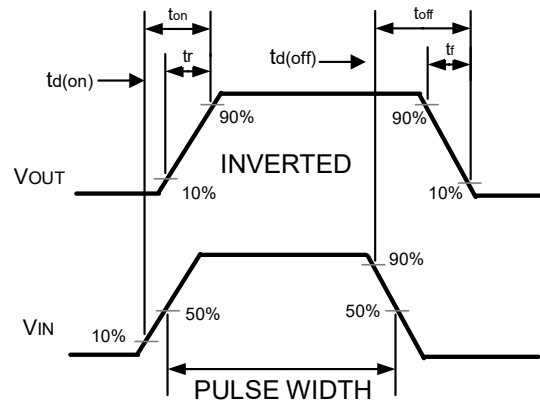 ton
toff
tr
tf
td(on)
td(off)
90%
90%
VOUT
INVERTED
10%
10%
90%
VIN
50%
50%
10%
PULSE WIDTH